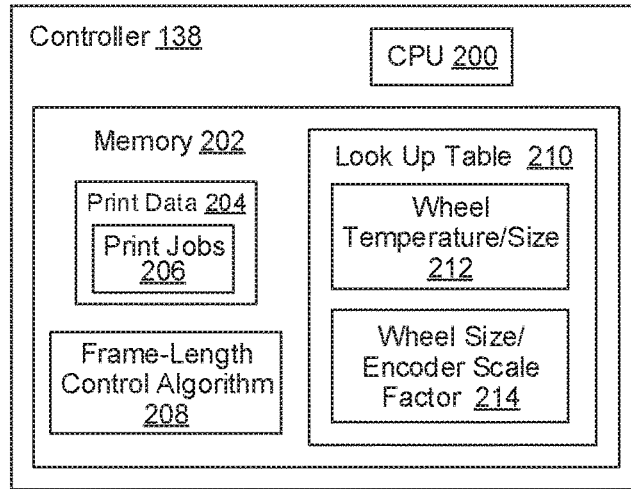 Controller 138
CPU 200
Memory 202
Print Data 204
Print Jobs
206
Frame-Length
Control Algorithm
208
Look Up Table 210
Wheel
Temperature/Size
212
Wheel Size/
Encoder Scale
Factor 214